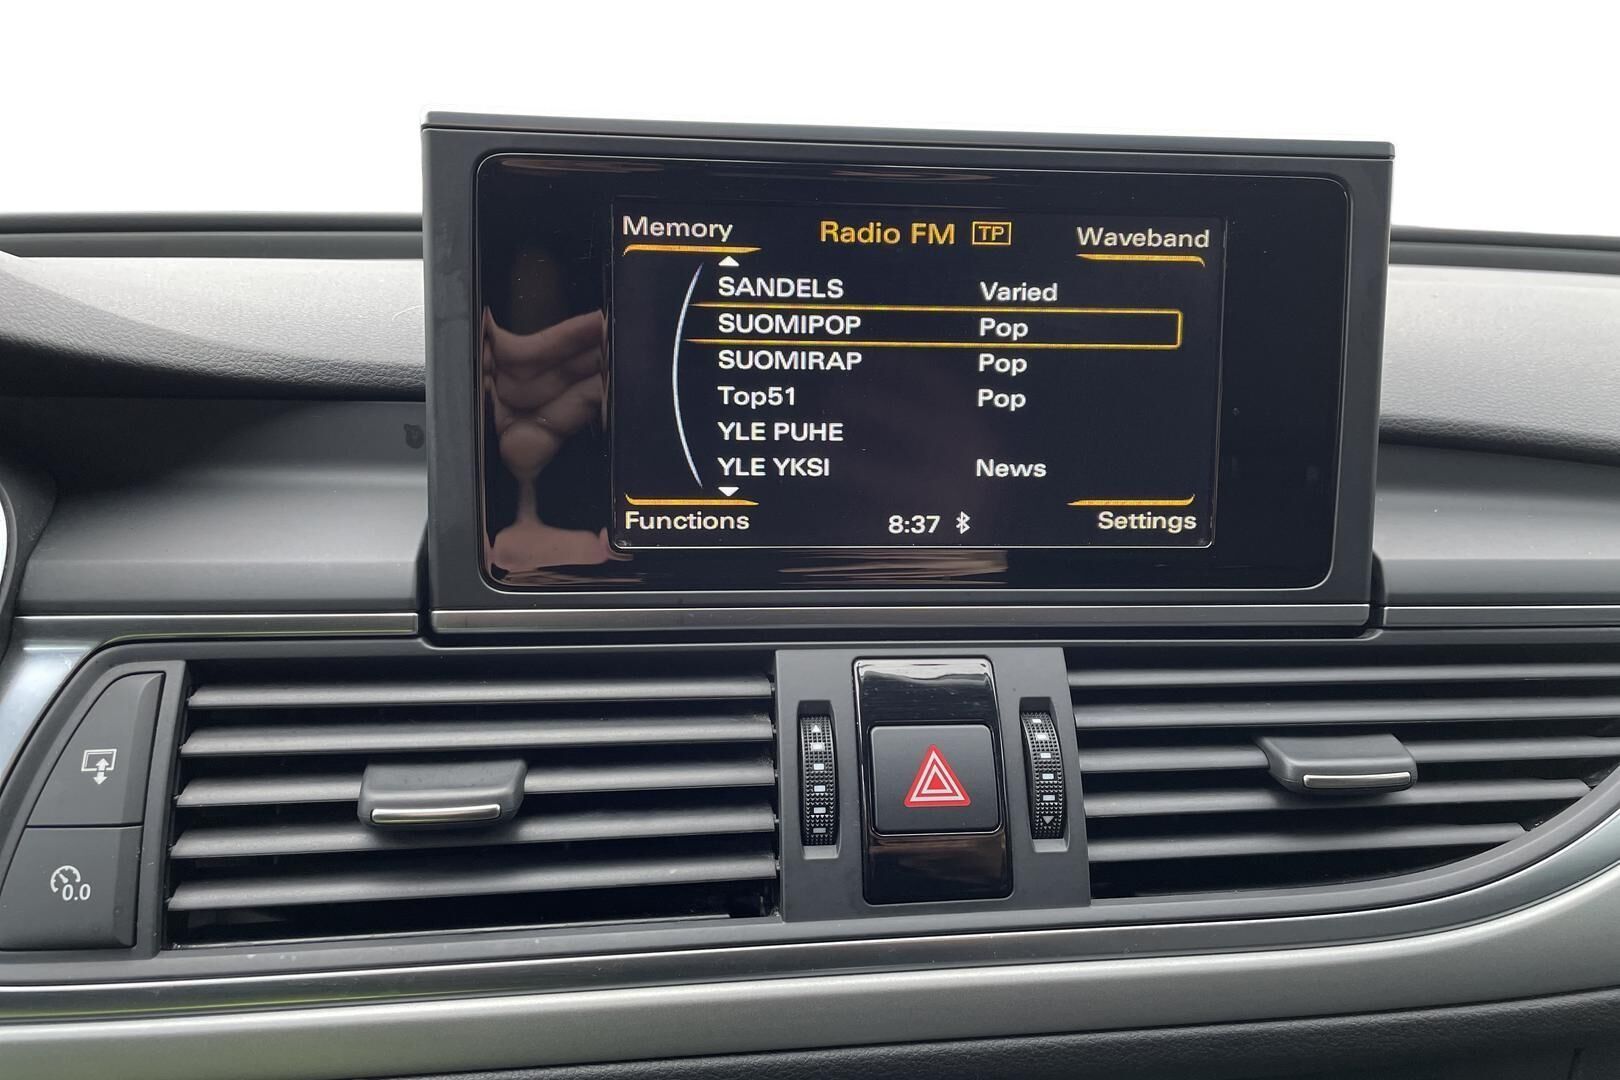 Memory Radio FM TP Waveband
SANDELS Varied
SUOMIPOP Pop
SUOMIRAP Pop
Top51 Pop
YLE PUHE
YLE YKSI News
Functions 8:37 Settings
0.0